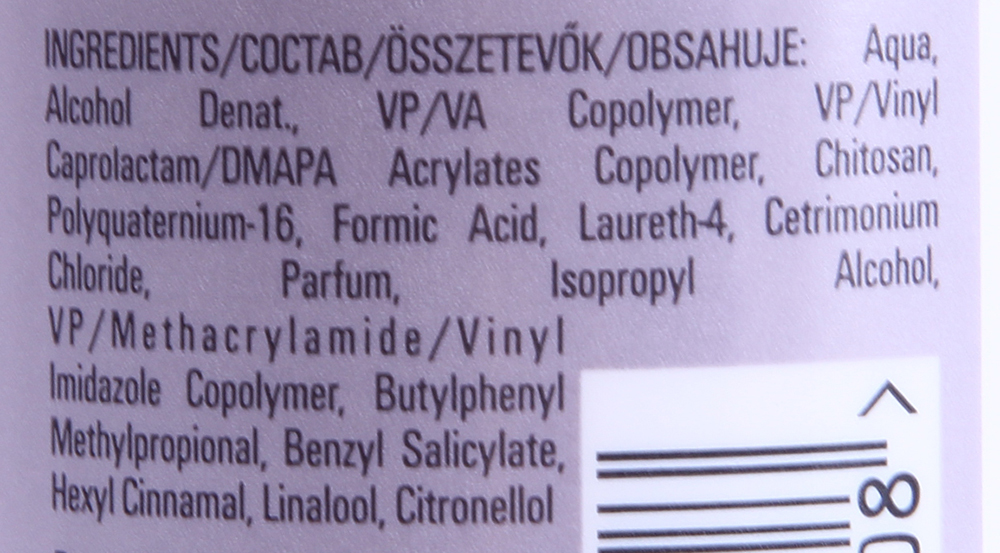 INGREDIENTS/СОСТАВ/ÖSSZETEVŐK/OBSAHUJE: Aqua,
Alcohol Denat., VP/VA Copolymer, VP/Vinyl
Caprolactam/DMAPA Acrylates Copolymer, Chitosan,
Polyquaternium-16, Formic Acid, Laureth-4, Cetrimonium
Chloride, Parfum, Isopropyl Alcohol,
VP/Methacrylamide/Vinyl
Imidazole Copolymer, Butylphenyl
Methylpropional, Benzyl Salicylate,
Hexyl Cinnamal, Linalool, Citronellol
>
8